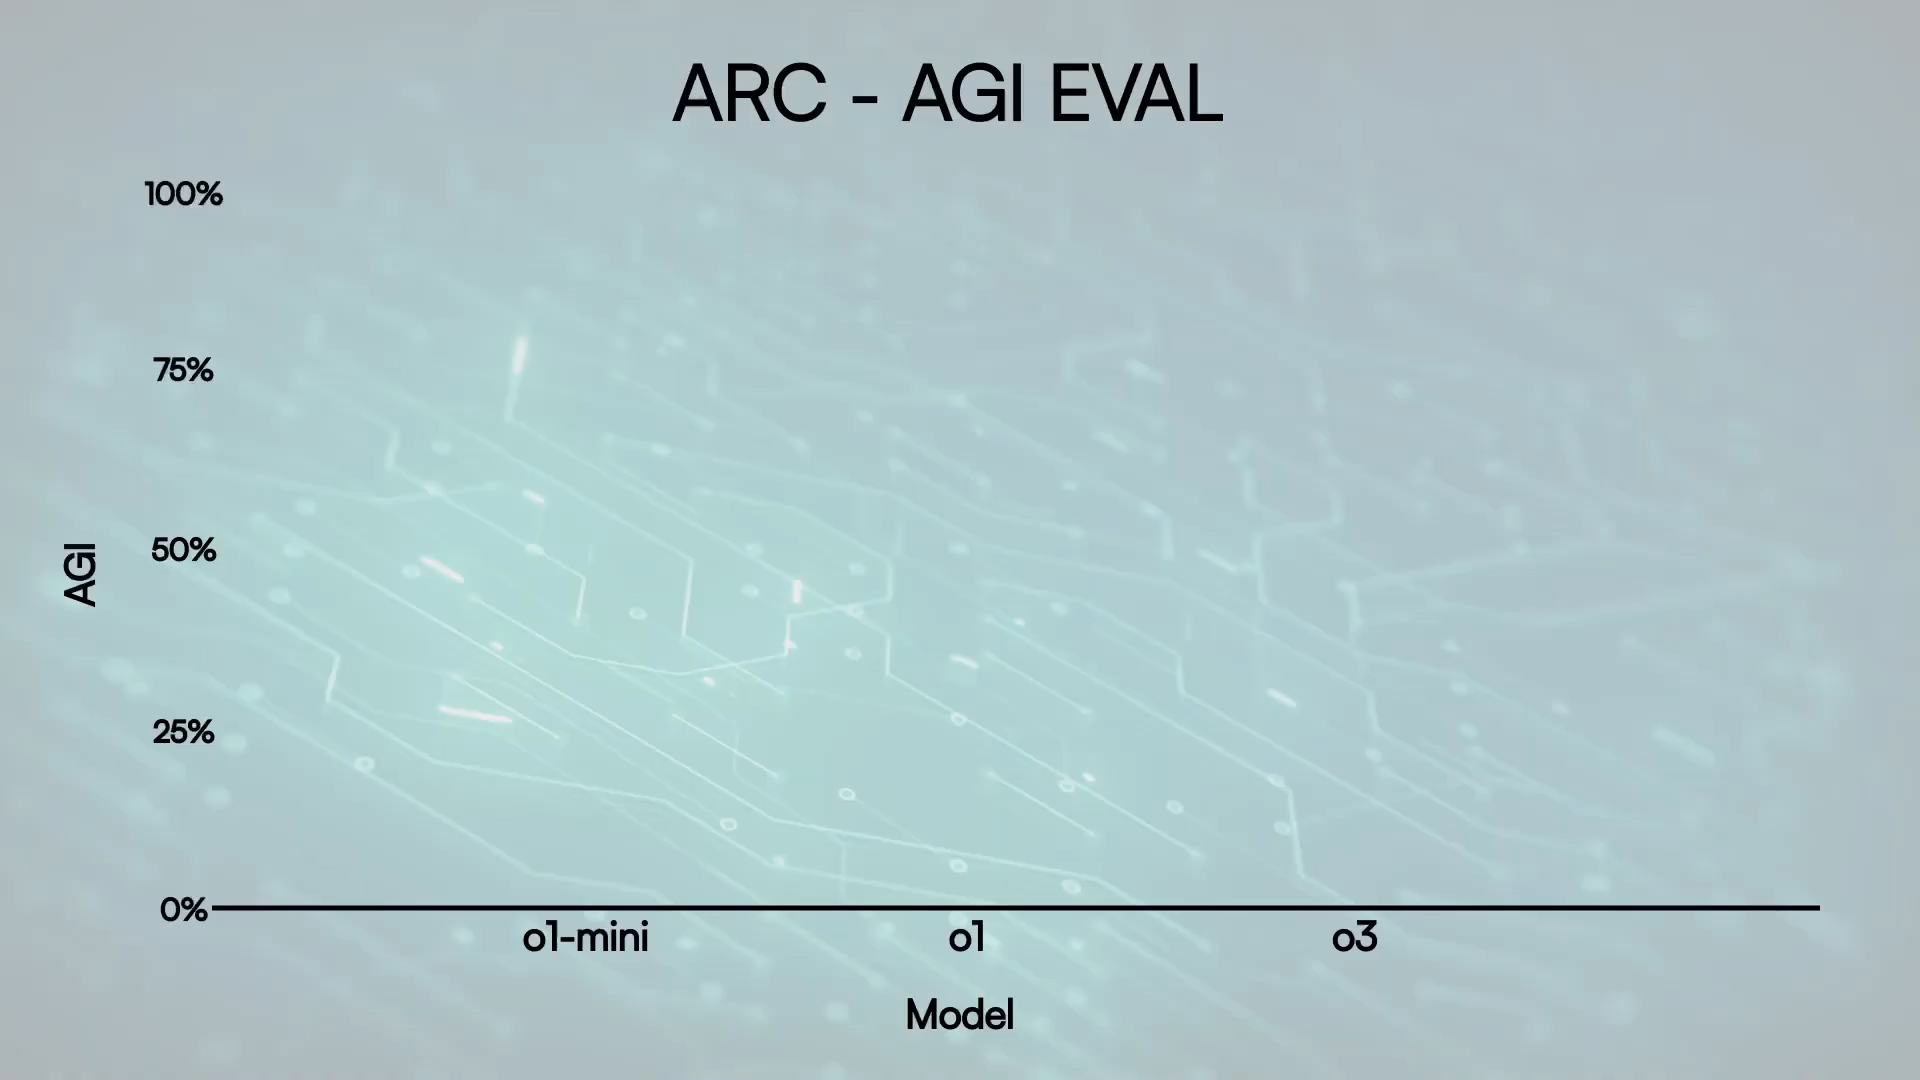 ARC - AGI EVAL
100%
75%
50%
25%
0%
AGI
o1-mini
o1
o3
Model